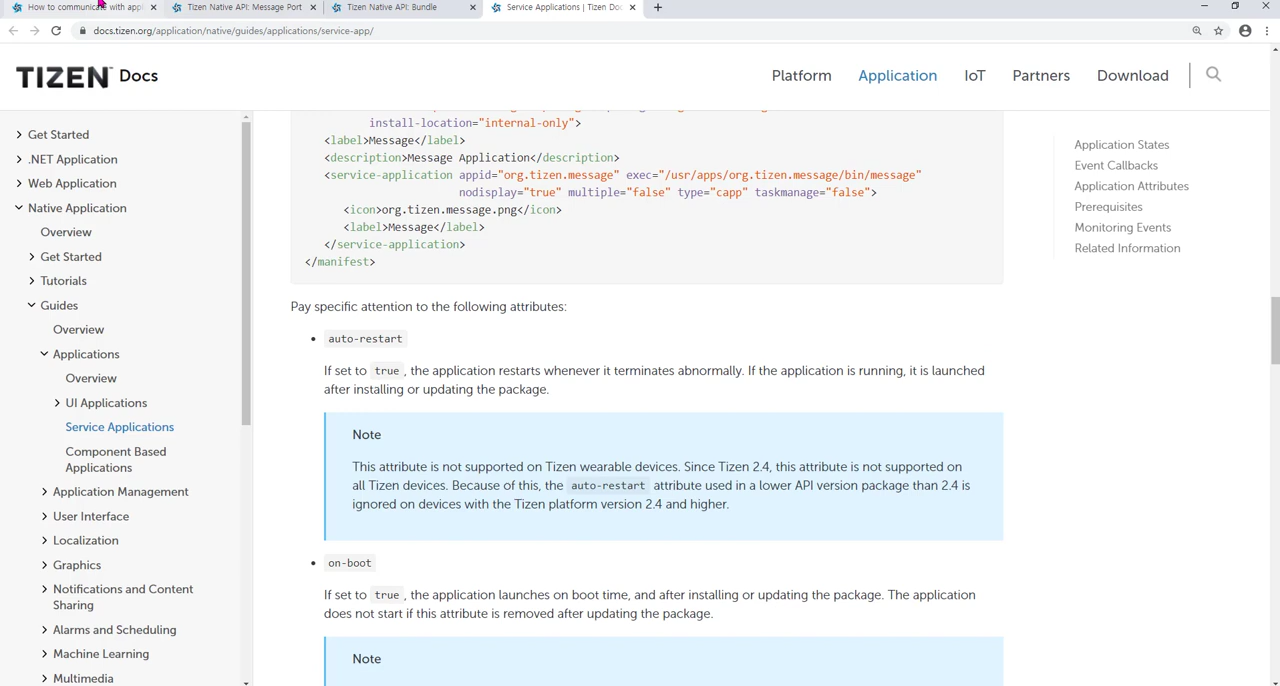 How to communicate with appl
Tizen Native API: Message Port
Tizen Native API: Bundle
Service Applications | Tizen Doc
docs.tizen.org/application/native/guides/applications/service-app/
TIZEN Docs
Platform
Application
IoT
Partners
Download
Get Started
.NET Application
Web Application
Native Application
Overview
Get Started
Tutorials
Guides
Overview
Applications
Overview
UI Applications
Service Applications
Component Based
Applications
Application Management
User Interface
Localization
Graphics
Notifications and Content
Sharing
Alarms and Scheduling
Machine Learning
Multimedia
install-location="internal-only">
<label>Message</label>
<description>Message Application</description>
<service-application appid="org.tizen.message" exec="/usr/apps/org.tizen.message/bin/message"
nodisplay="true" multiple="false" type="capp" taskmanage="false">
<icon>org.tizen.message.png</icon>
<label>Message</label>
</service-application>
</manifest>
Pay specific attention to the following attributes:
• auto-restart
If set to true , the application restarts whenever it terminates abnormally. If the application is running, it is launched
after installing or updating the package.
Note
This attribute is not supported on Tizen wearable devices. Since Tizen 2.4, this attribute is not supported on
all Tizen devices. Because of this, the auto-restart attribute used in a lower API version package than 2.4 is
ignored on devices with the Tizen platform version 2.4 and higher.
• on-boot
If set to true , the application launches on boot time, and after installing or updating the package. The application
does not start if this attribute is removed after updating the package.
Note
Application States
Event Callbacks
Application Attributes
Prerequisites
Monitoring Events
Related Information